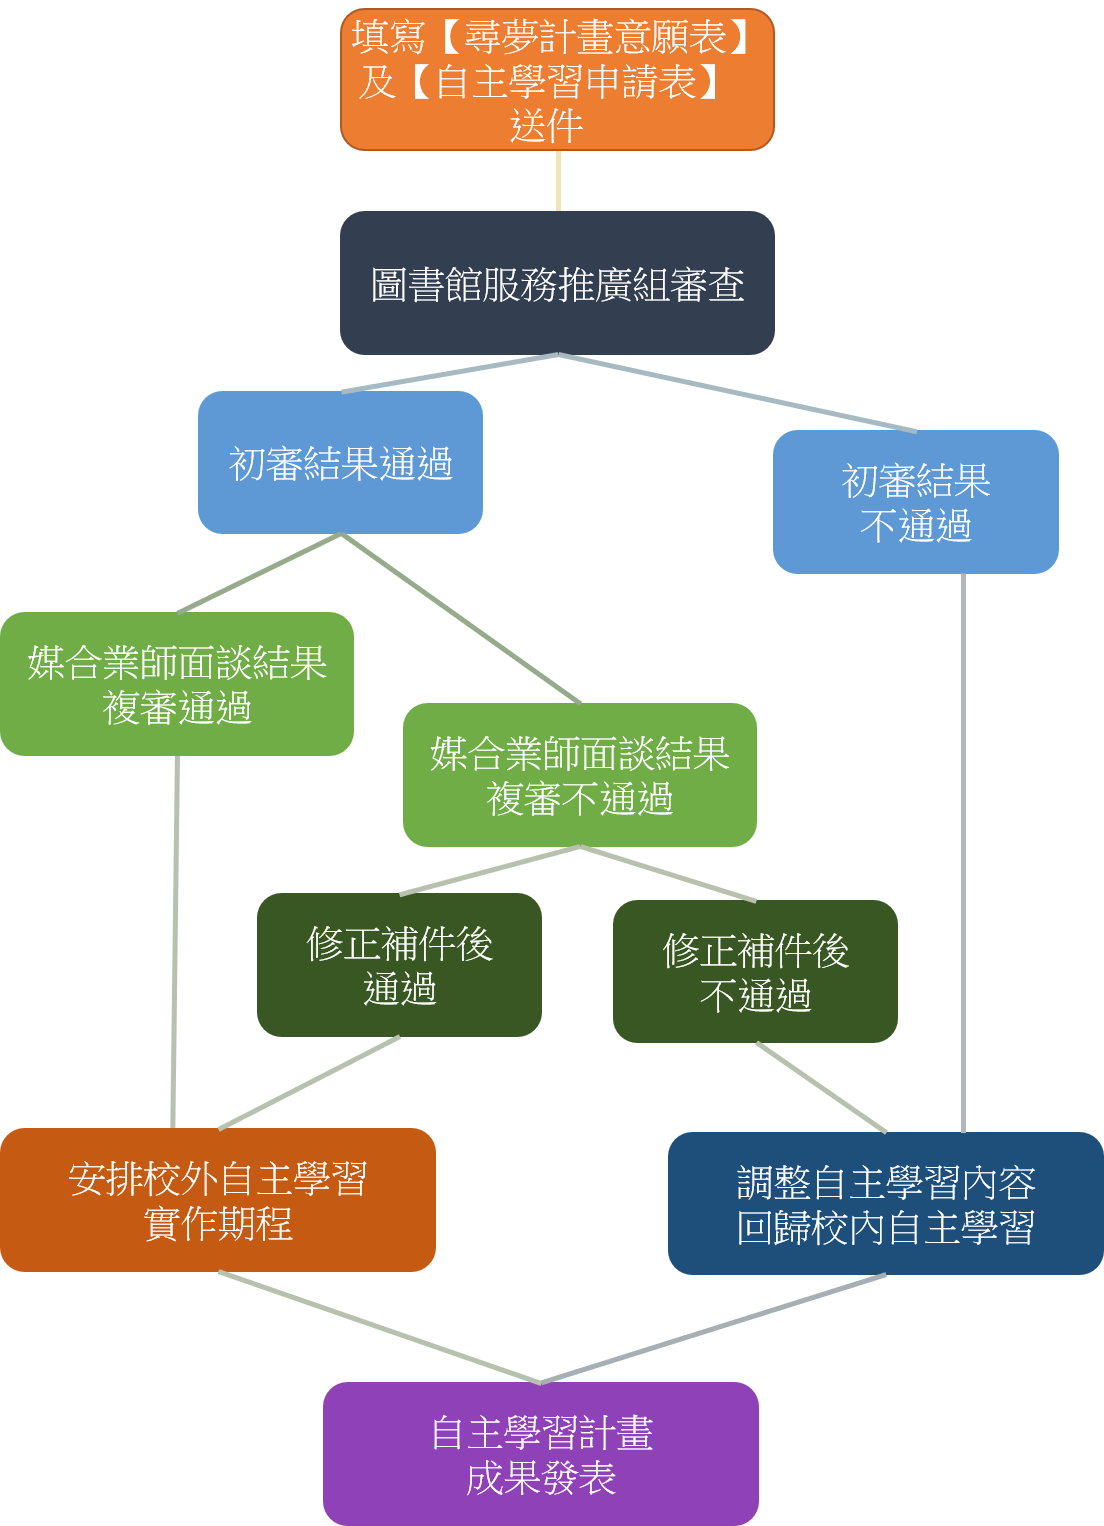 填寫【尋夢計畫意願表】
及【自主學習申請表】
送件
圖書館服務推廣組審查
初審結果通過
初審結果
不通過
媒合業師面談結果
複審通過
媒合業師面談結果
複審不通過
修正補件後
通過
修正補件後
不通過
安排校外自主學習
實作期程
調整自主學習內容
回歸校內自主學習
自主學習計畫
成果發表